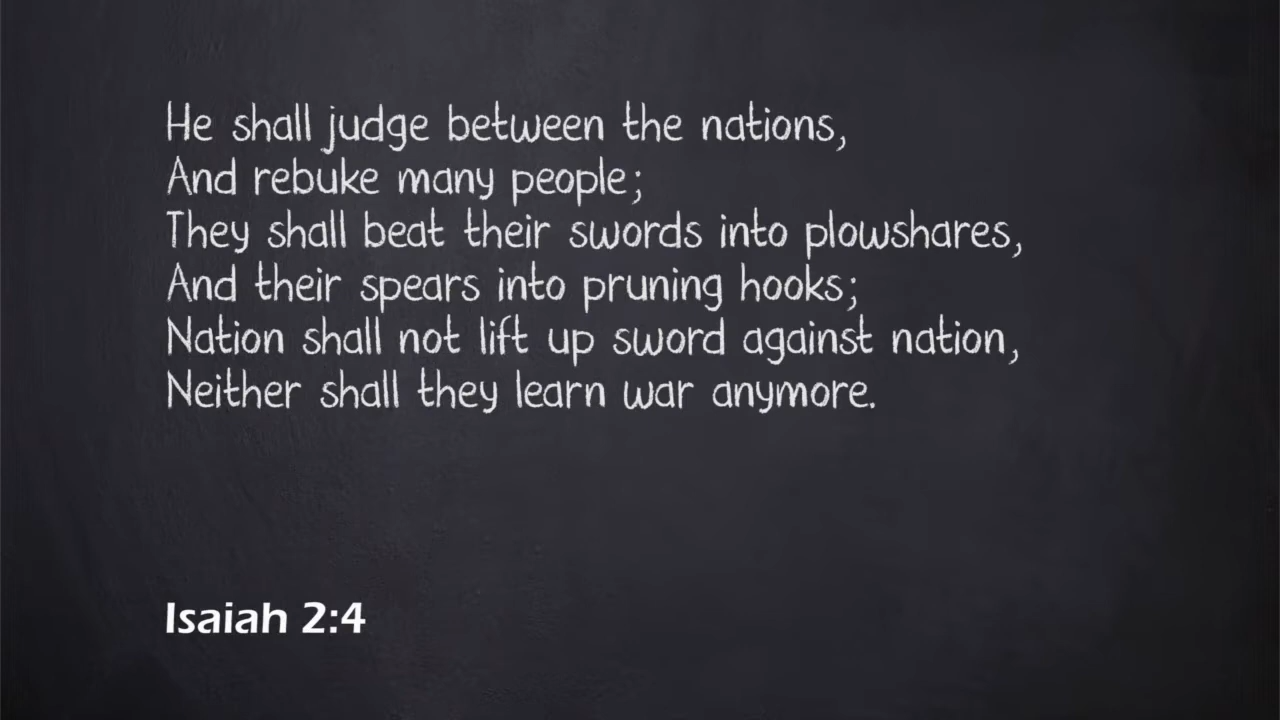 He shall judge between the nations,
And rebuke many people;
They shall beat their swords into plowshares,
And their spears into pruning hooks;
Nation shall not lift up sword against nation,
Neither shall they learn war anymore.
Isaiah 2:4